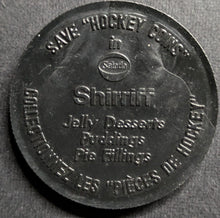 SAVE "HOCKEY COINS"
in
Salada
Shirriff
Jelly Desserts
Puddings
Pie Fillings
COLLECTIONNEZ LES "PIÈCES DE HOCKEY"